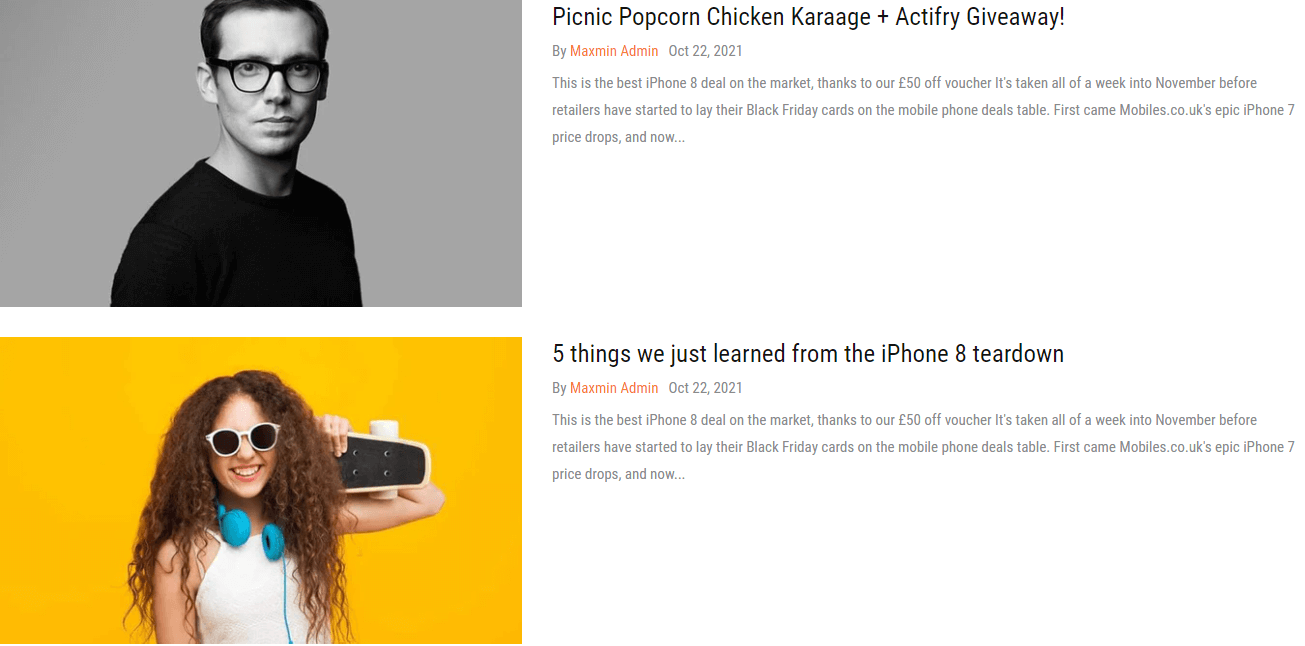 Picnic Popcorn Chicken Karaage + Actifry Giveaway!
By Maxmin Admin Oct 22, 2021
This is the best iPhone 8 deal on the market, thanks to our £50 off voucher It's taken all of a week into November before
retailers have started to lay their Black Friday cards on the mobile phone deals table. First came Mobiles.co.uk's epic iPhone 7
price drops, and now...
5 things we just learned from the iPhone 8 teardown
By Maxmin Admin Oct 22, 2021
This is the best iPhone 8 deal on the market, thanks to our £50 off voucher It's taken all of a week into November before
retailers have started to lay their Black Friday cards on the mobile phone deals table. First came Mobiles.co.uk's epic iPhone 7
price drops, and now...